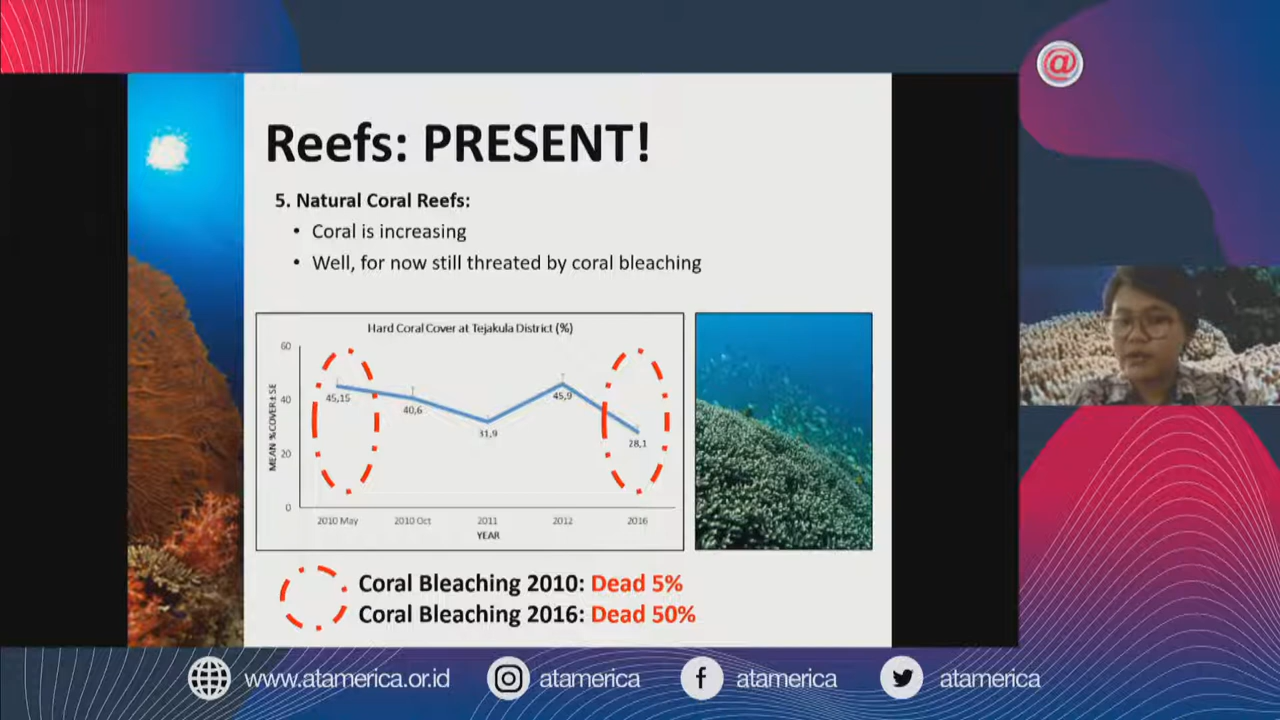 @
Reefs: PRESENT!
5. Natural Coral Reefs:
• Coral is increasing
• Well, for now still threated by coral bleaching
Hard Coral Cover at Tejakula District (%)
MEAN % COVER ± SE
60
40
20
0
45,15
40,6
31,9
45,9
28,1
2010 May
2010 Oct
2011
2012
2016
YEAR
Coral Bleaching 2010: Dead 5%
Coral Bleaching 2016: Dead 50%
www.atamerica.or.id
atamerica
f
atamerica
atamerica